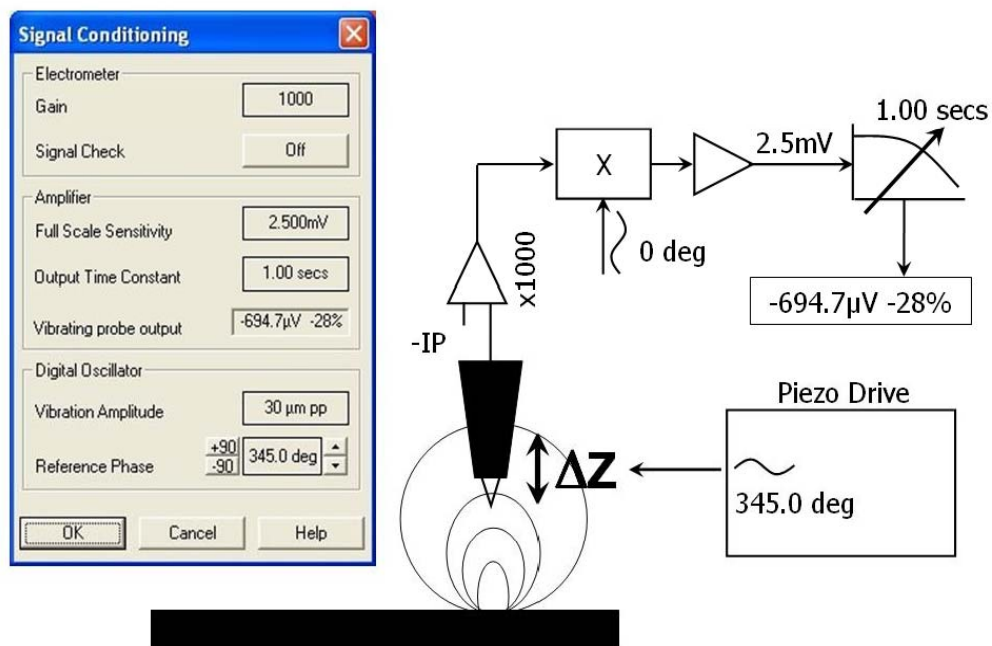 Signal Conditioning
Electrometer
Gain
1000
Signal Check
Off
Amplifier
Full Scale Sensitivity
2.500mV
Output Time Constant
1.00 secs
Vibrating probe output
-694.7µV -28%
Digital Oscillator
Vibration Amplitude
30 µm pp
Reference Phase
+90
-90
345.0 deg
OK
Cancel
Help
1.00 secs
2.5mV
X
0 deg
x1000
-694.7µV -28%
-IP
Piezo Drive
ΔZ
345.0 deg